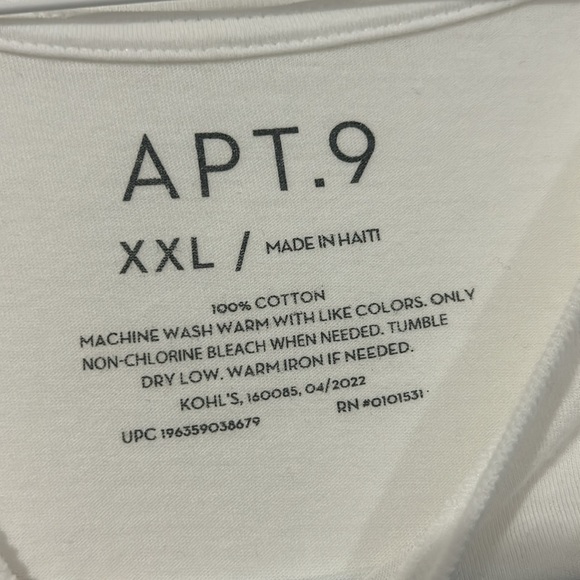 APT.9
XXL / MADE IN HAITI
100% COTTON
MACHINE WASH WARM WITH LIKE COLORS. ONLY
NON-CHLORINE BLEACH WHEN NEEDED. TUMBLE
DRY LOW. WARM IRON IF NEEDED.
KOHL'S, 160085, 04/2022
UPC 196359038679 RN #0101531